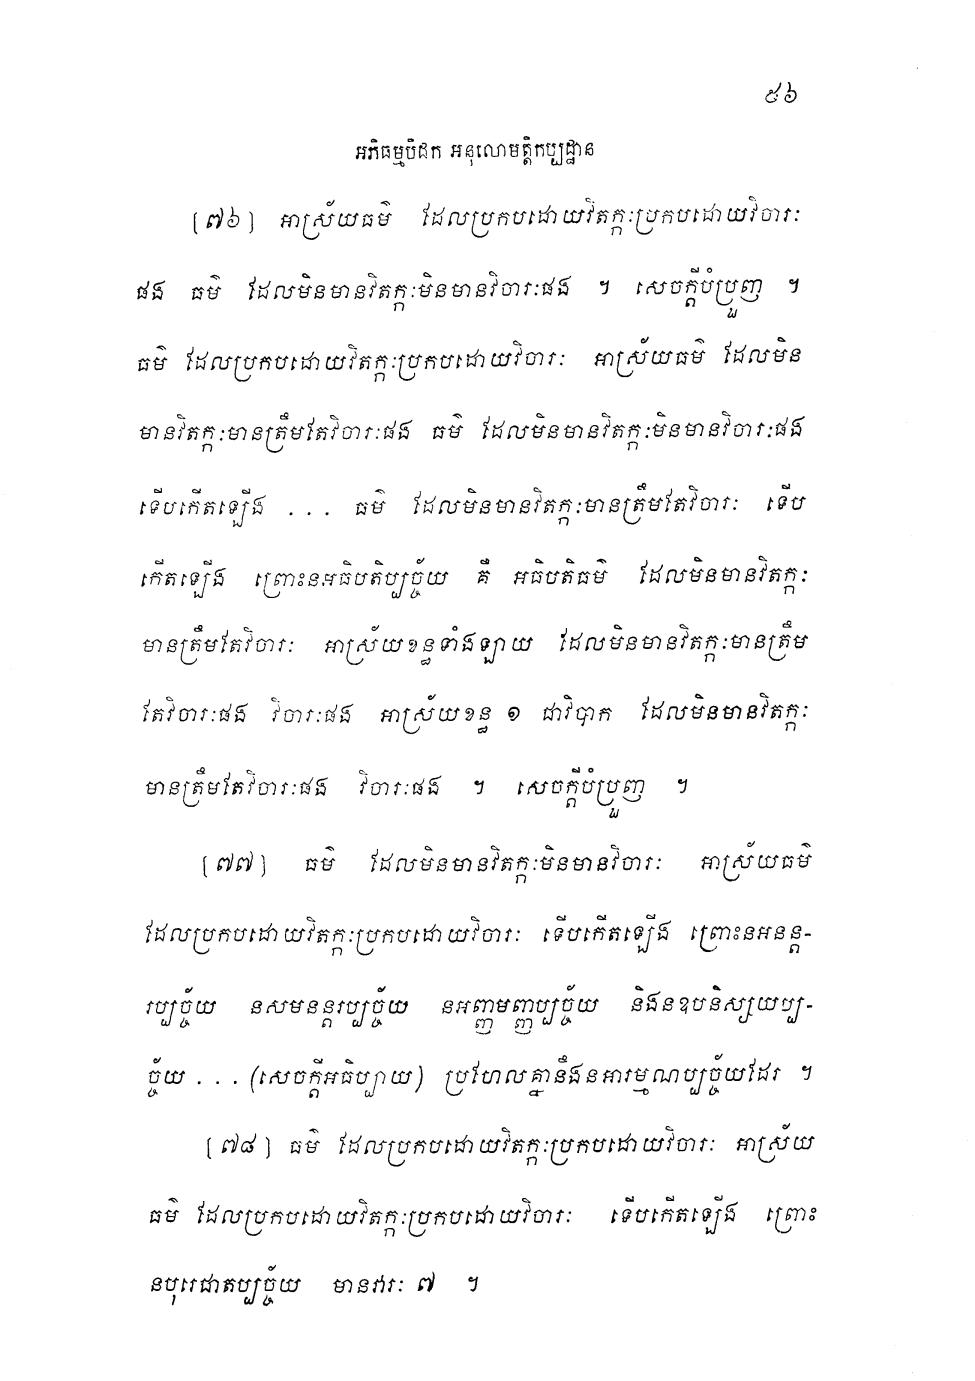 ៩៦
អភិធម្មបិដក អនុលោមត្តិកប្បដ្ឋាន
[៧៦] អាស្រ័យធម៌ ដែលប្រកបដោយវិតក្កៈប្រកបដោយវិចារៈ
ផង ធម៌ ដែលមិនមានវិតក្កៈមិនមានវិចារៈផង ។ សេចក្តីបំប្រួញ ។
ធម៌ ដែលប្រកបដោយវិតក្កៈប្រកបដោយវិចារៈ អាស្រ័យធម៌ ដែលមិន
មានវិតក្កៈមានត្រឹមតែវិចារៈផង ធម៌ ដែលមិនមានវិតក្កៈមិនមានវិចារៈផង
ទើបកើតឡើង ... ធម៌ ដែលមិនមានវិតក្កៈមានត្រឹមតែវិចារៈ ទើប
កើតឡើង ព្រោះនអធិបតិប្បច្ច័យ គឺ អធិបតិធម៌ ដែលមិនមានវិតក្កៈ
មានត្រឹមតែវិចារៈ អាស្រ័យខន្ធទាំងឡាយ ដែលមិនមានវិតក្កៈមានត្រឹម
តែវិចារៈផង វិចារៈផង អាស្រ័យខន្ធ ១ ជាវិបាក ដែលមិនមានវិតក្កៈ
មានត្រឹមតែវិចារៈផង វិចារៈផង ។ សេចក្តីបំប្រួញ ។
[៧៧] ធម៌ ដែលមិនមានវិតក្កៈមិនមានវិចារៈ អាស្រ័យធម៌
ដែលប្រកបដោយវិតក្កៈប្រកបដោយវិចារៈ ទើបកើតឡើង ព្រោះនអនន្ត-
រប្បច្ច័យ នសមនន្តរប្បច្ច័យ នអញ្ញមញ្ញប្បច្ច័យ និងនឧបនិស្សយប្ប-
ច្ច័យ ... (សេចក្តីអធិប្បាយ) ប្រហែលគ្នានឹងនអារម្មណប្បច្ច័យដែរ ។
[៧៨] ធម៌ ដែលប្រកបដោយវិតក្កៈប្រកបដោយវិចារៈ អាស្រ័យ
ធម៌ ដែលប្រកបដោយវិតក្កៈប្រកបដោយវិចារៈ ទើបកើតឡើង ព្រោះ
នបុរេជាតប្បច្ច័យ មានវារៈ ៧ ។